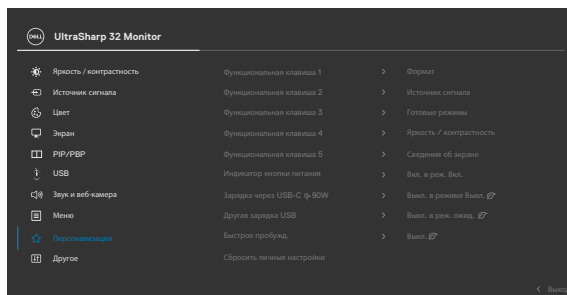 DELL UltraSharp 32 Monitor
Яркость / контрастность Функциональная клавиша 1 > Формат
Источник сигнала Функциональная клавиша 2 > Источник сигнала
Цвет Функциональная клавиша 3 > Готовые режимы
Экран Функциональная клавиша 4 > Яркость / контрастность
PIP/PBP Функциональная клавиша 5 > Сведения об экране
USB Индикатор кнопки питания > Вкл. в реж. Вкл.
Звук и веб-камера Зарядка через USB-C 90W > Выкл. в режиме Выкл.
Меню Другая зарядка USB > Выкл. в реж. ожид.
Персонализация Быстрое пробужд. > Выкл.
Другое Сбросить личные настройки
< Выход